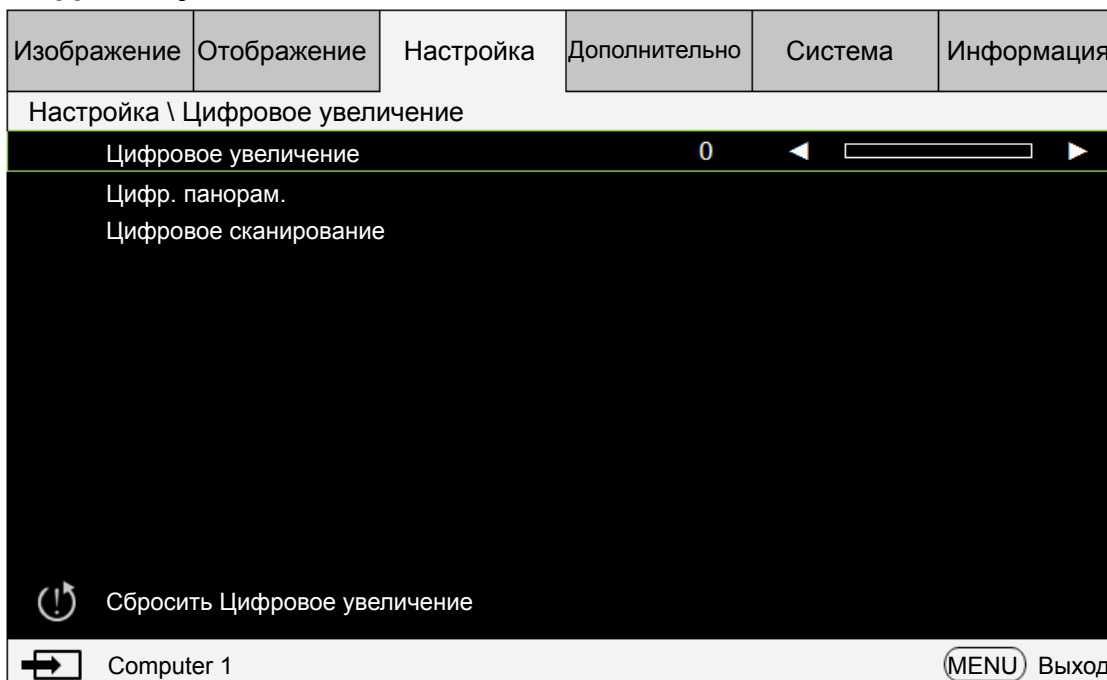 Изображение Отображение Настройка Дополнительно Система Информация
Настройка \ Цифровое увеличение
Цифровое увеличение 0
Цифр. панорам.
Цифровое сканирование
Сбросить Цифровое увеличение
Computer 1 MENU Выход